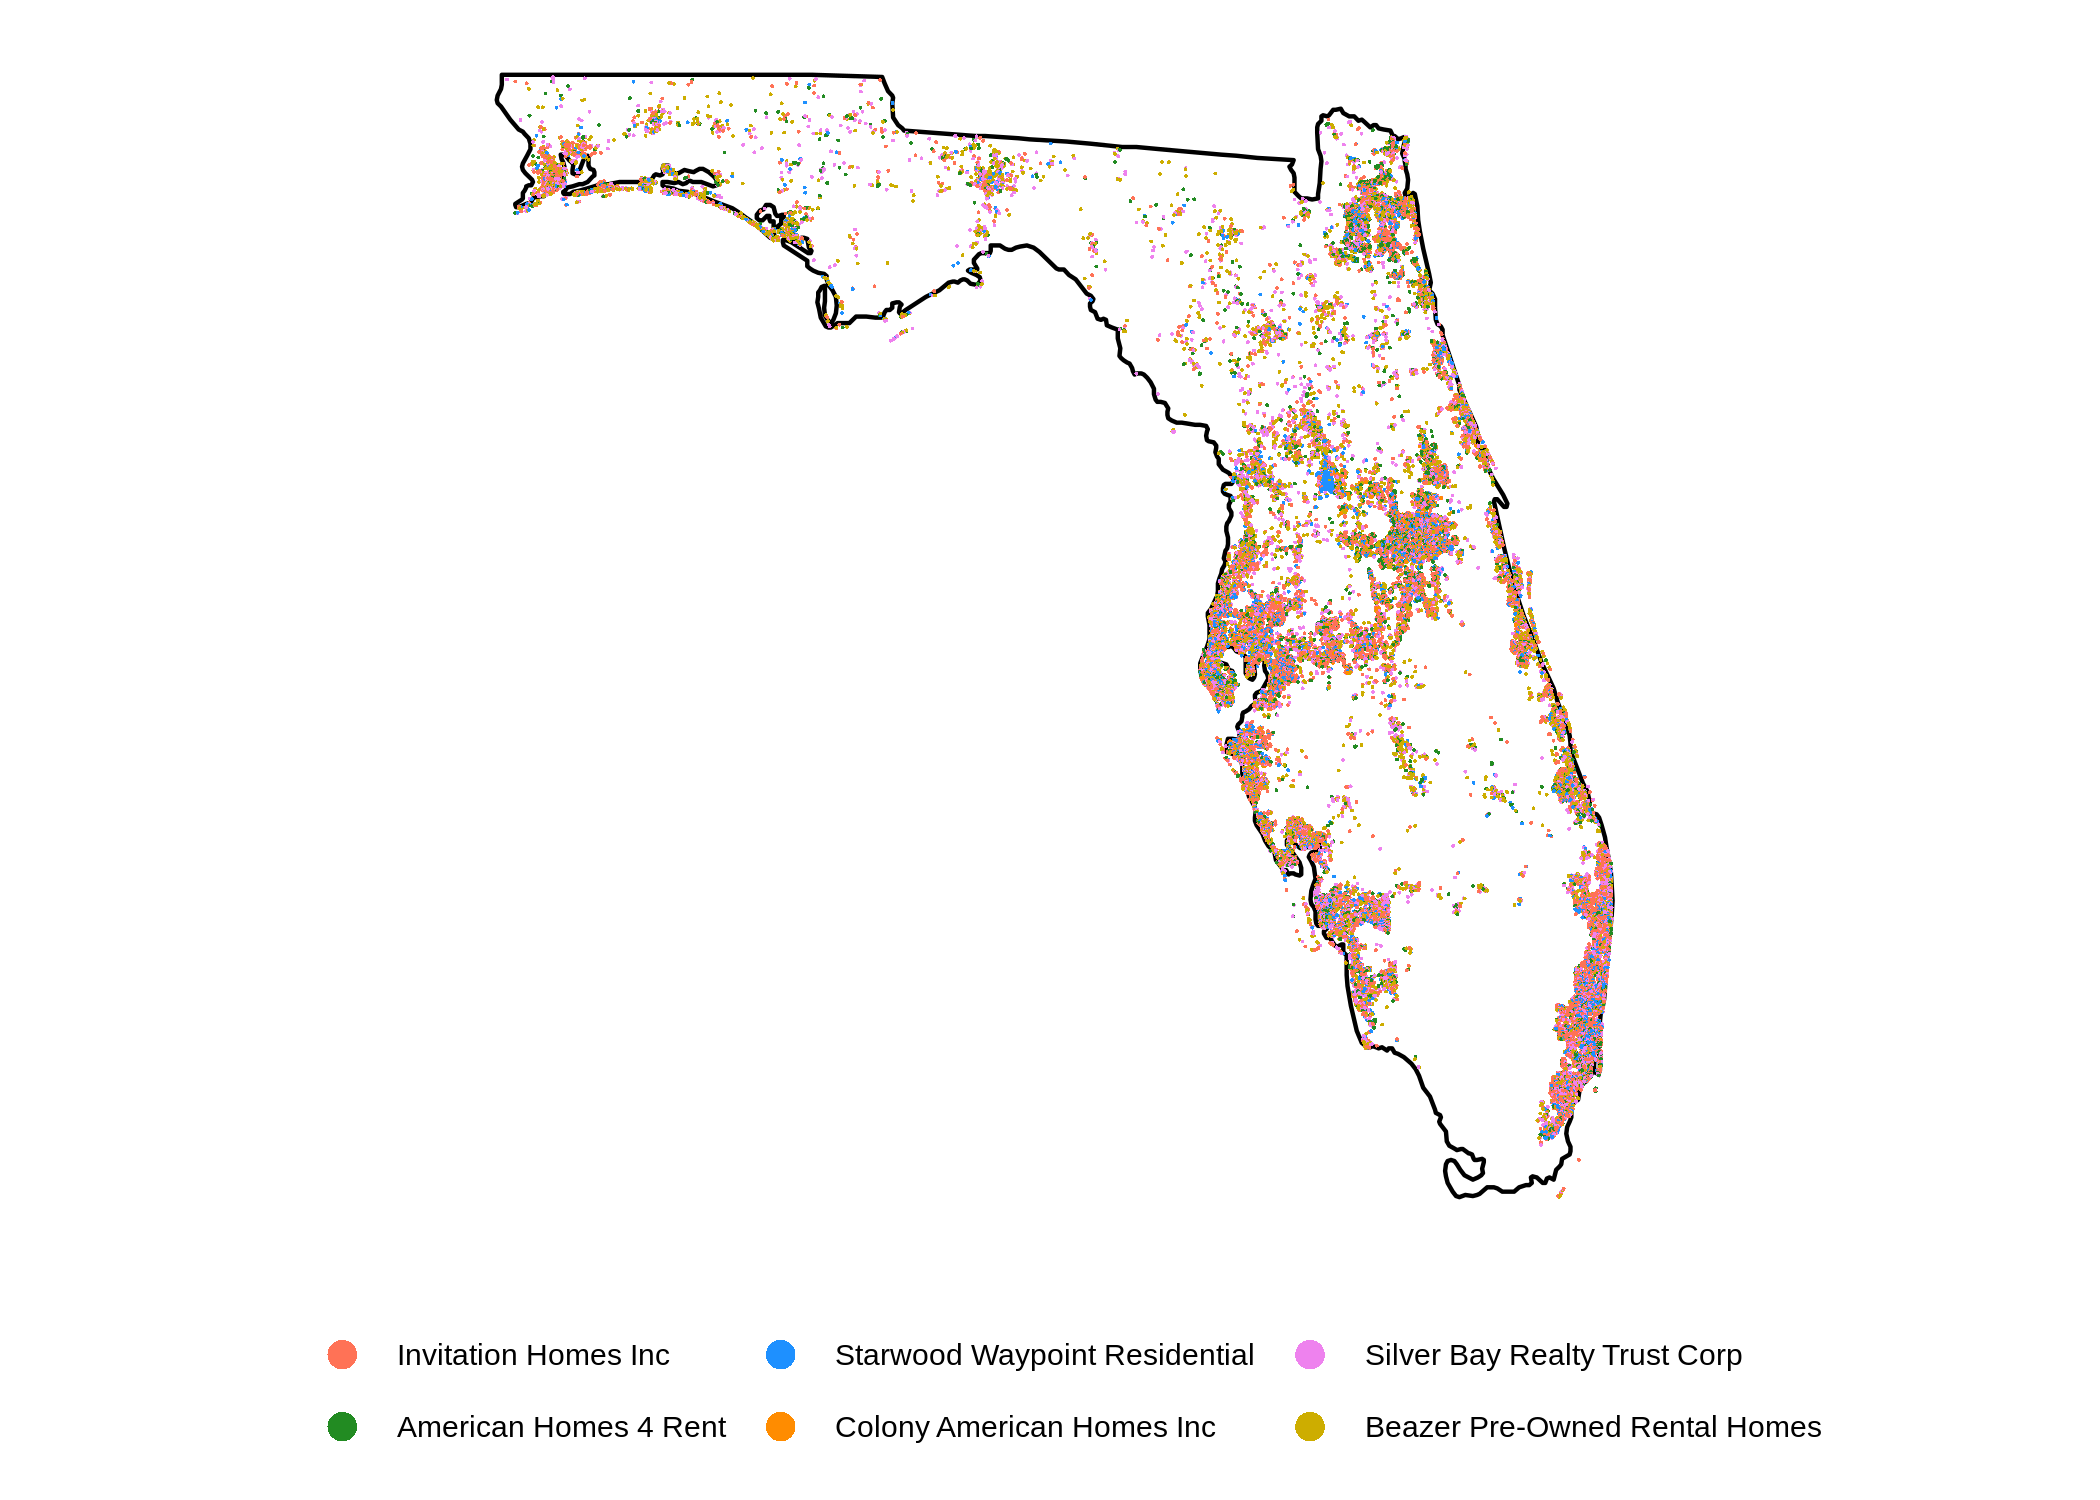 Invitation Homes Inc
Starwood Waypoint Residential
Silver Bay Realty Trust Corp
American Homes 4 Rent
Colony American Homes Inc
Beazer Pre-Owned Rental Homes